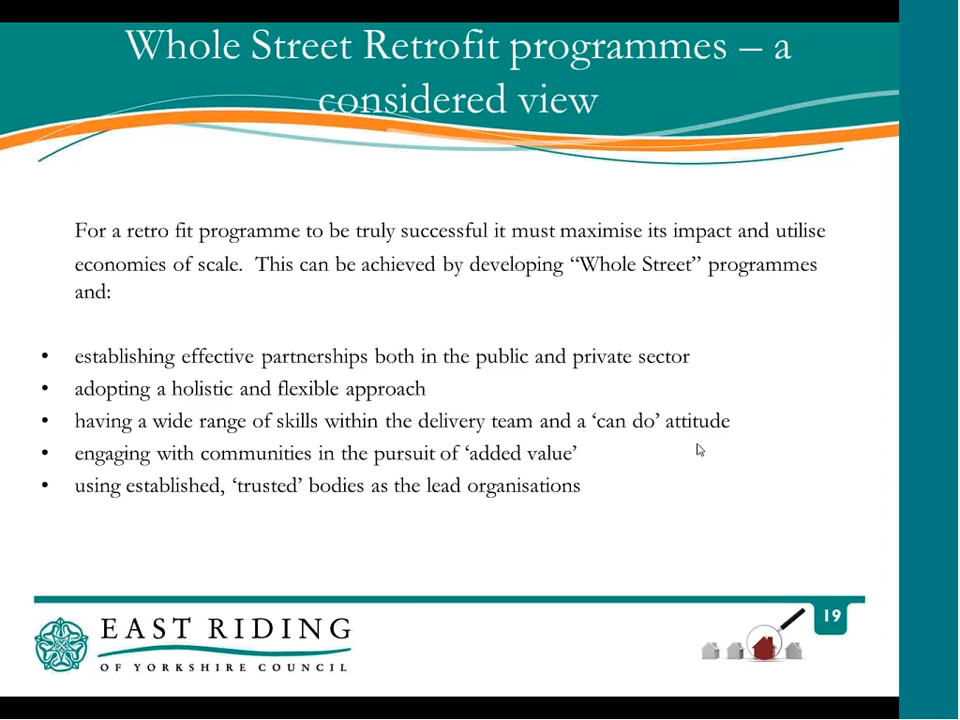 Whole Street Retrofit programmes – a
considered view
For a retro fit programme to be truly successful it must maximise its impact and utilise
economies of scale.  This can be achieved by developing “Whole Street” programmes
and:
• establishing effective partnerships both in the public and private sector
• adopting a holistic and flexible approach
• having a wide range of skills within the delivery team and a ‘can do’ attitude
• engaging with communities in the pursuit of ‘added value’
• using established, ‘trusted’ bodies as the lead organisations
19
EAST RIDING
OF YORKSHIRE COUNCIL